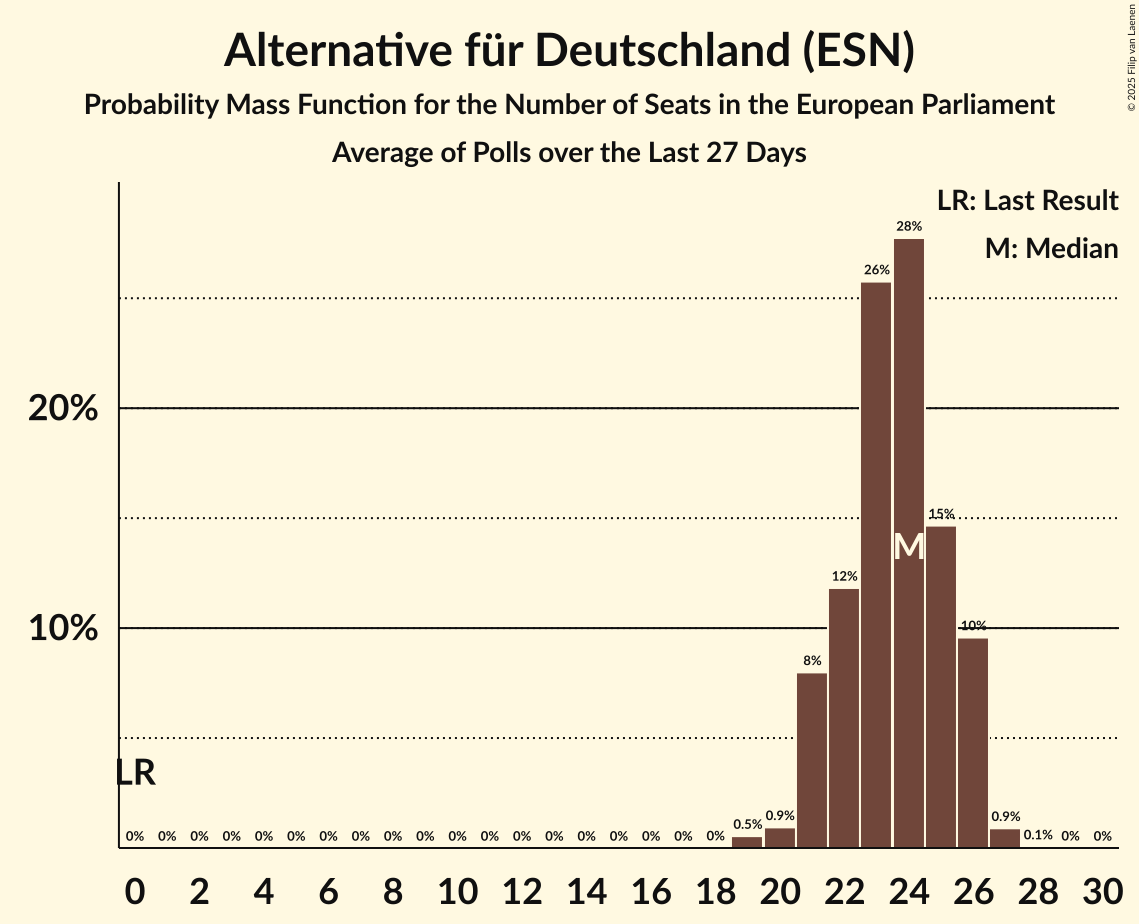 Alternative für Deutschland (ESN)
Probability Mass Function for the Number of Seats in the European Parliament
Average of Polls over the Last 27 Days
© 2025 Filip van Laenen
LR: Last Result
M: Median
28%
26%
20%
15%
M
12%
10%
10%
8%
LR
0% 0% 0% 0% 0% 0% 0% 0% 0% 0% 0% 0% 0% 0% 0% 0% 0% 0% 0% 0.5% 0.9% 0.9% 0.1% 0% 0%
0 2 4 6 8 10 12 14 16 18 20 22 24 26 28 30